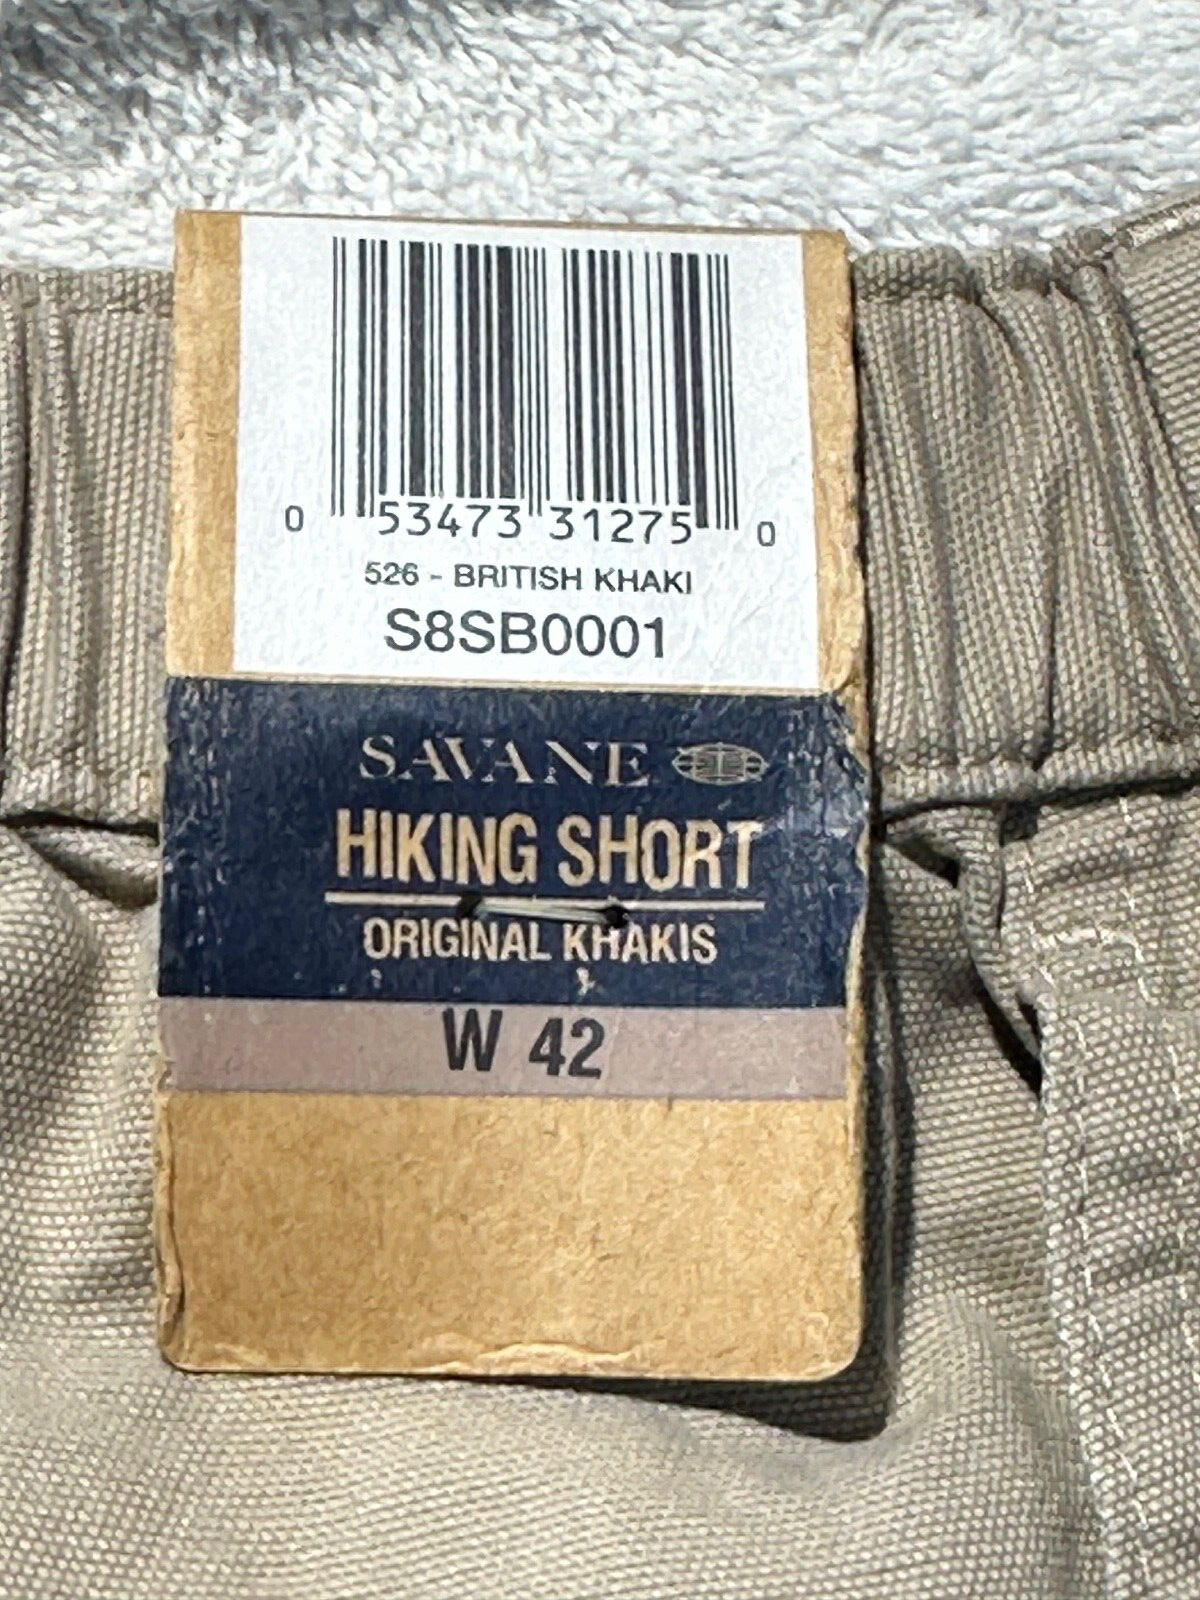 0 53473 31275 0
526 - BRITISH KHAKI
S8SB0001
SAVANE
HIKING SHORT
ORIGINAL KHAKIS
W 42